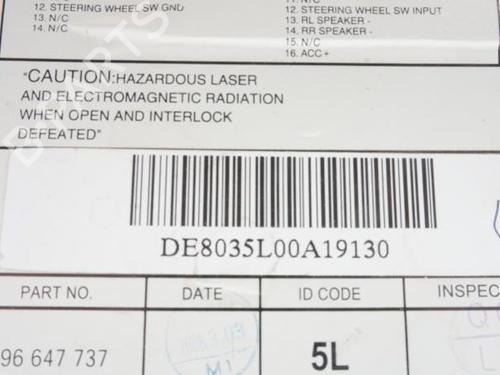 12. STEERING WHEEL SW GND
13. N/C
14. N/C
11. N/C
12. STEERING WHEEL SW INPUT
13. RL SPEAKER -
14. RR SPEAKER -
15. N/C
16. ACC+
"CAUTION:HAZARDOUS LASER
AND ELECTROMAGNETIC RADIATION
WHEN OPEN AND INTERLOCK
DEFEATED"
DE8035L00A19130
PART NO. DATE ID CODE INSPEC
96 647 737 5L